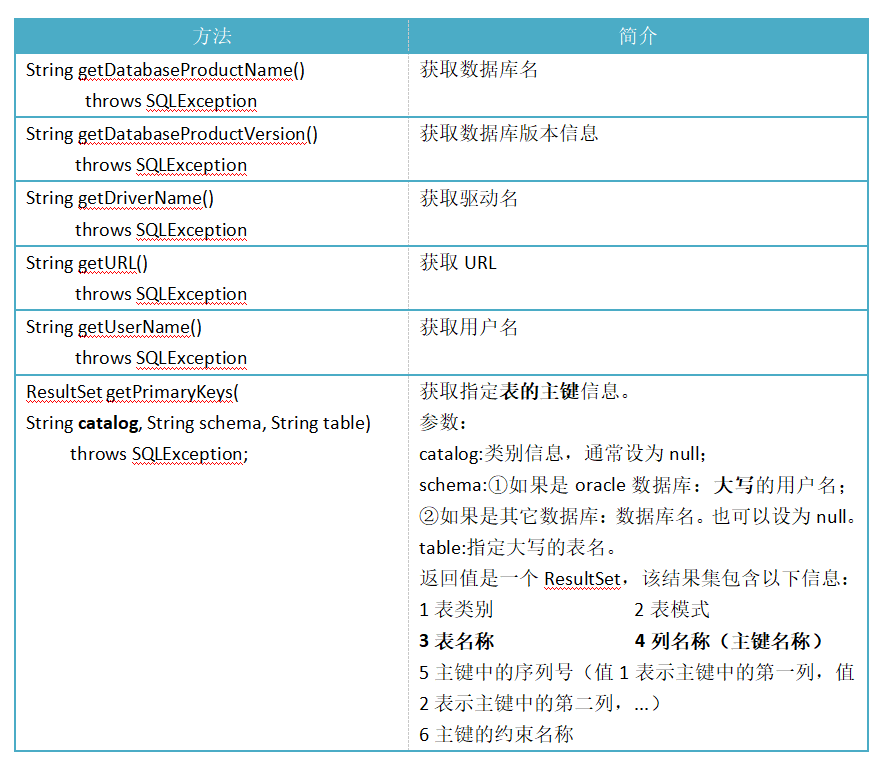 方法 简介
String getDatabaseProductName() 获取数据库名
throws SQLException
String getDatabaseProductVersion() 获取数据库版本信息
throws SQLException
String getDriverName() 获取驱动名
throws SQLException
String getURL() 获取 URL
throws SQLException
String getUserName() 获取用户名
throws SQLException
ResultSet getPrimaryKeys(
String catalog, String schema, String table)
throws SQLException;
获取指定表的主键信息。
参数：
catalog:类别信息，通常设为 null；
schema:①如果是 oracle 数据库：大写的用户名；
②如果是其它数据库：数据库名。也可以设为 null。
table:指定大写的表名。
返回值是一个 ResultSet，该结果集包含以下信息：
1 表类别 2 表模式
3 表名称 4 列名称（主键名称）
5 主键中的序列号（值 1 表示主键中的第一列，值
2 表示主键中的第二列，...）
6 主键的约束名称